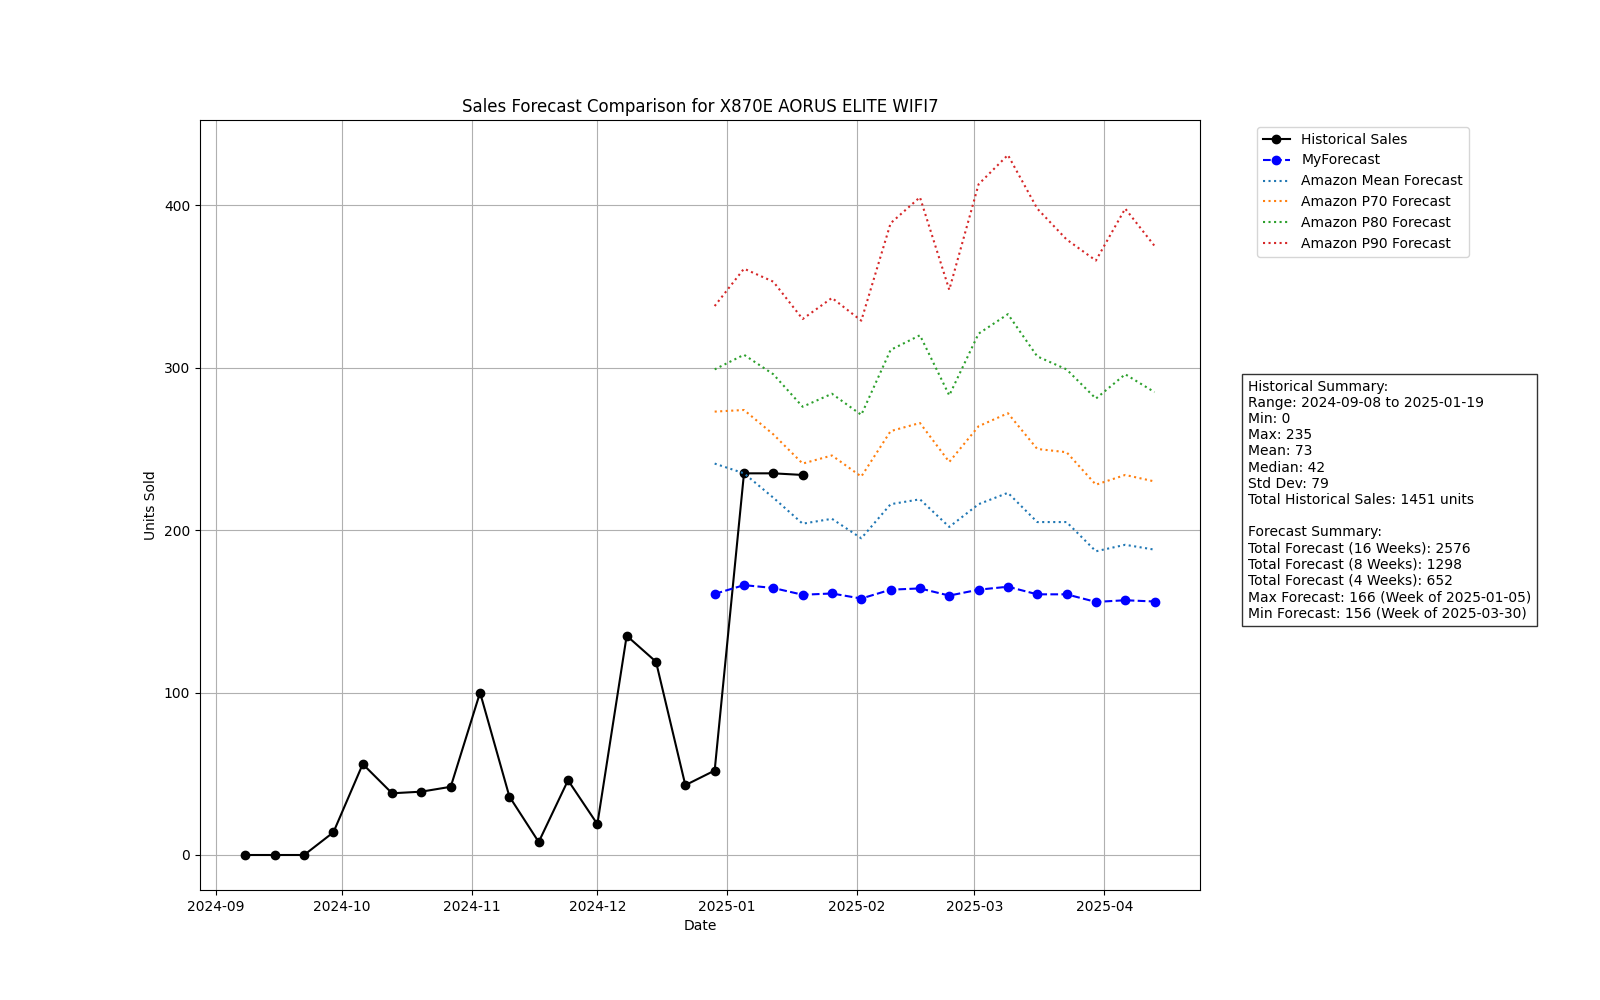 Sales Forecast Comparison for X870E AORUS ELITE WIFI7
Units Sold
400
300
200
100
0
2024-09
2024-10
2024-11
2024-12
2025-01
2025-02
2025-03
2025-04
Date
Historical Sales
MyForecast
Amazon Mean Forecast
Amazon P70 Forecast
Amazon P80 Forecast
Amazon P90 Forecast
Historical Summary:
Range: 2024-09-08 to 2025-01-19
Min: 0
Max: 235
Mean: 73
Median: 42
Std Dev: 79
Total Historical Sales: 1451 units
Forecast Summary:
Total Forecast (16 Weeks): 2576
Total Forecast (8 Weeks): 1298
Total Forecast (4 Weeks): 652
Max Forecast: 166 (Week of 2025-01-05)
Min Forecast: 156 (Week of 2025-03-30)